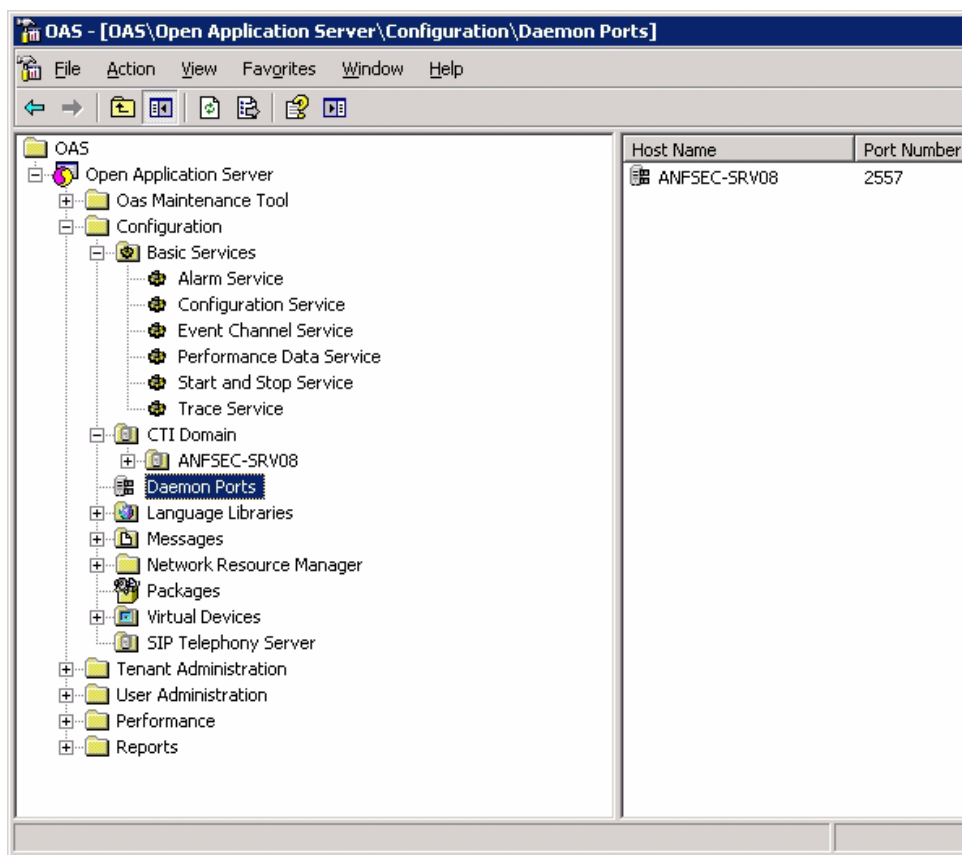 OAS - [OAS\Open Application Server\Configuration\Daemon Ports]
File Action View Favorites Window Help
OAS
Open Application Server
Oas Maintenance Tool
Configuration
Basic Services
Alarm Service
Configuration Service
Event Channel Service
Performance Data Service
Start and Stop Service
Trace Service
CTI Domain
ANFSEC-SRV08
Daemon Ports
Language Libraries
Messages
Network Resource Manager
Packages
Virtual Devices
SIP Telephony Server
Tenant Administration
User Administration
Performance
Reports
Host Name Port Number
ANFSEC-SRV08 2557